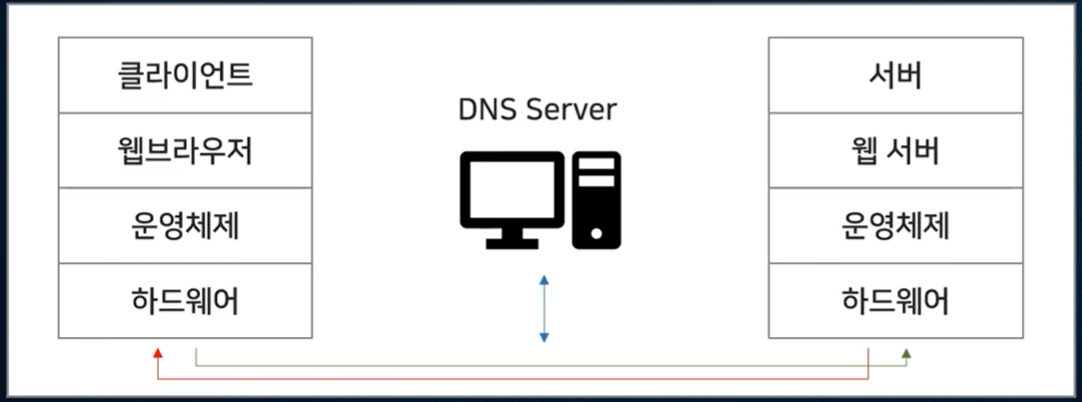 클라이언트
웹브라우저
운영체제
하드웨어
DNS Server
서버
웹 서버
운영체제
하드웨어